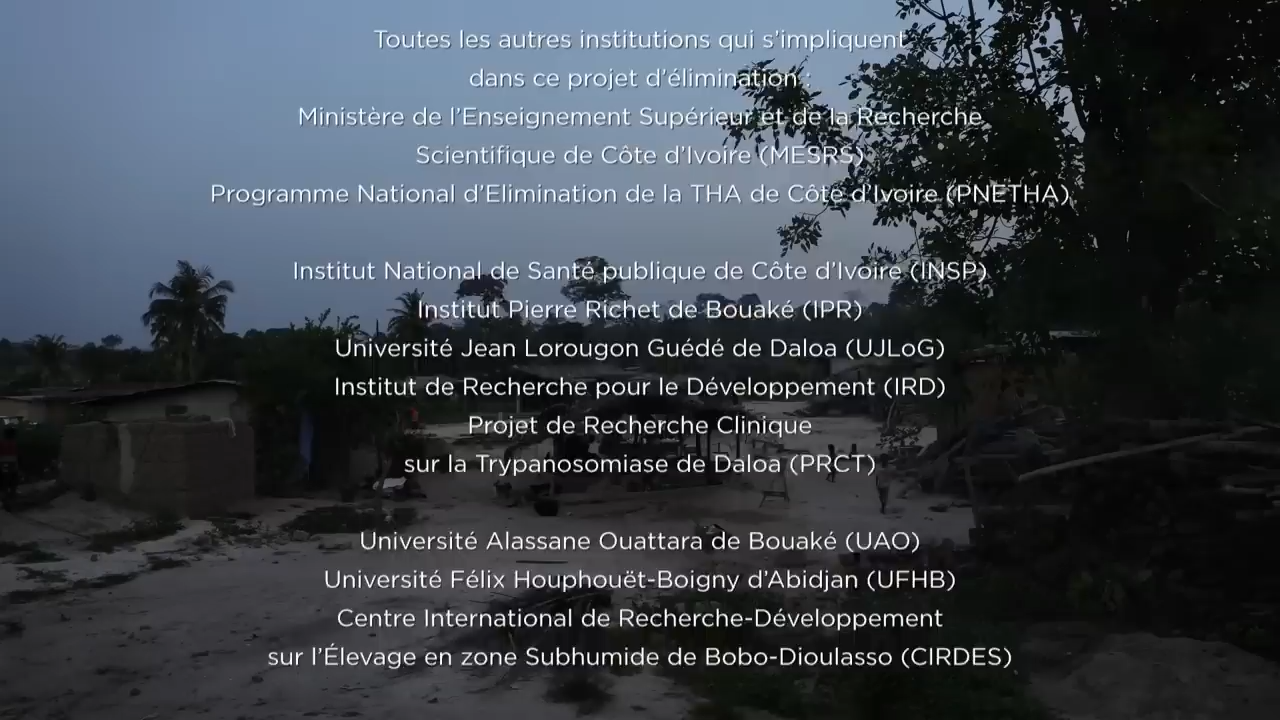 Toutes les autres institutions qui s’impliquent
dans ce projet d’élimination :
Ministère de l’Enseignement Supérieur et de la Recherche
Scientifique de Côte d’Ivoire (MESRS)
Programme National d’Elimination de la THA de Côte d’Ivoire (PNETHA)
Institut National de Santé publique de Côte d’Ivoire (INSP)
Institut Pierre Richet de Bouaké (IPR)
Université Jean Lorougon Guédé de Daloa (UJLoG)
Institut de Recherche pour le Développement (IRD)
Projet de Recherche Clinique
sur la Trypanosomiase de Daloa (PRCT)
Université Alassane Ouattara de Bouaké (UAO)
Université Félix Houphouët-Boigny d’Abidjan (UFHB)
Centre International de Recherche-Développement
sur l’Élevage en zone Subhumide de Bobo-Dioulasso (CIRDES)